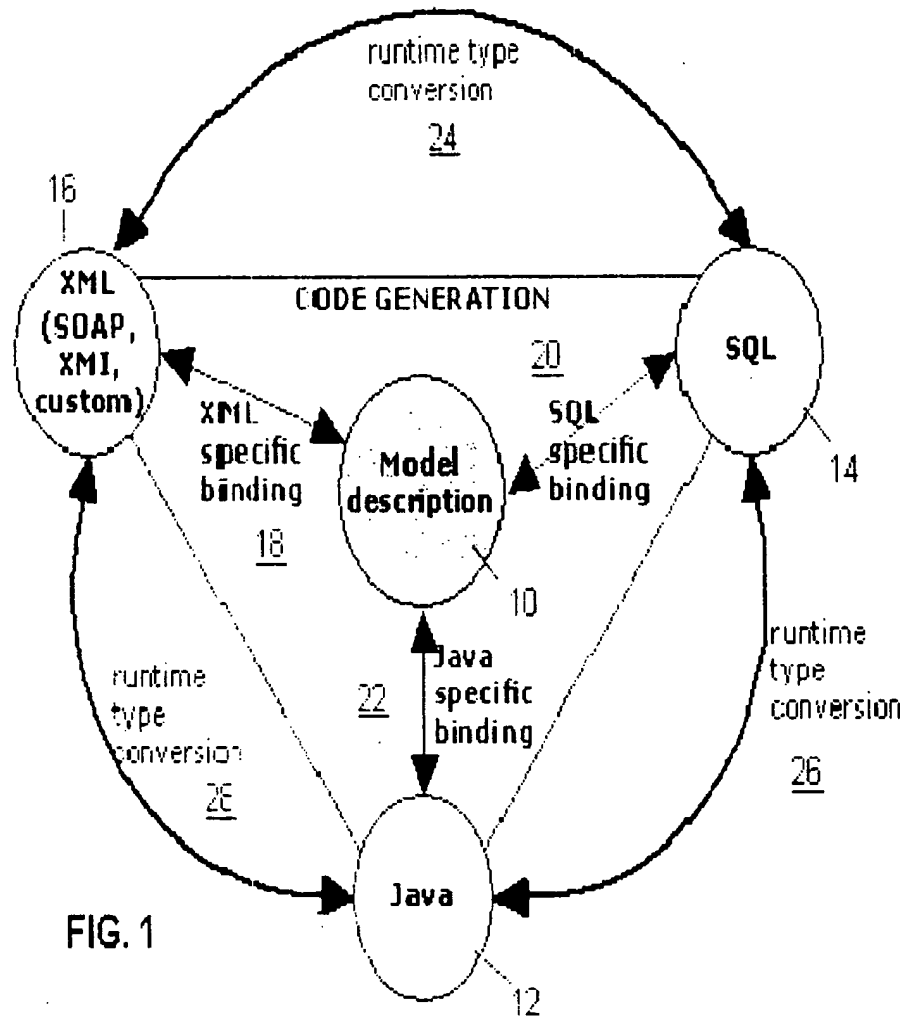 runtime type
conversion
24
16
XML
(SOAP,
XMI,
custom)
CODE GENERATION
SQL
14
20
XML
specific
binding
18
SQL
specific
binding
Model
description
10
22
Java
specific
binding
runtime
type
conversion
28
runtime
type
conversion
26
Java
12
FIG. 1